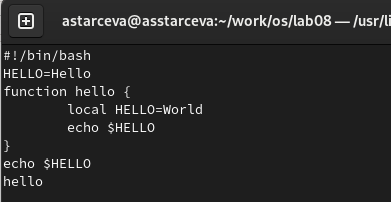 astarceva@asstarceva:~/work/os/lab08 — /usr/li
#!/bin/bash
HELLO=Hello
function hello {
        local HELLO=World
        echo $HELLO
}
echo $HELLO
hello